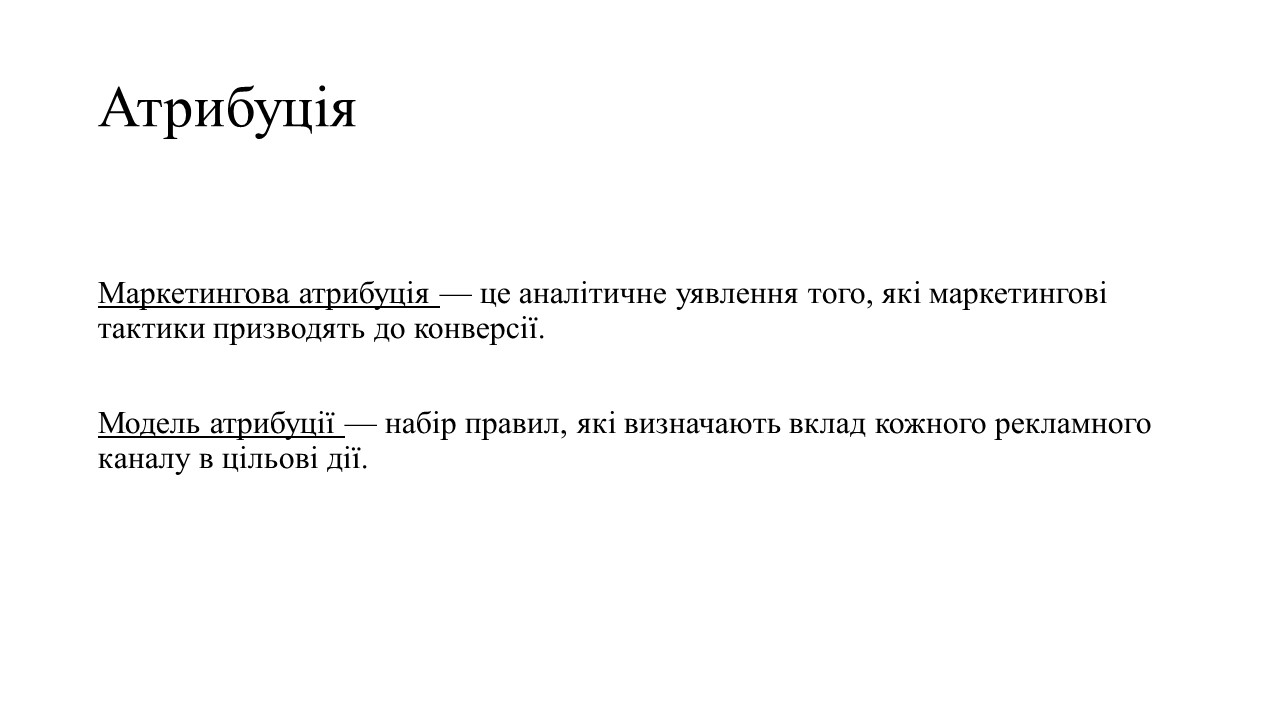 Атрибуція
Маркетингова атрибуція — це аналітичне уявлення того, які маркетингові
тактики призводять до конверсії.
Модель атрибуції — набір правил, які визначають вклад кожного рекламного
каналу в цільові дії.